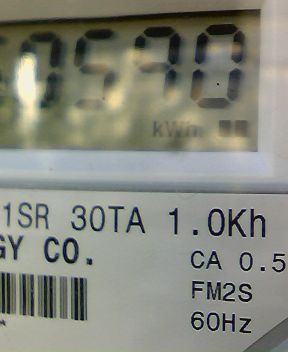 0590
kWh
1SR 30TA 1.0Kh
GY CO.
CA 0.5
FM2S
60Hz